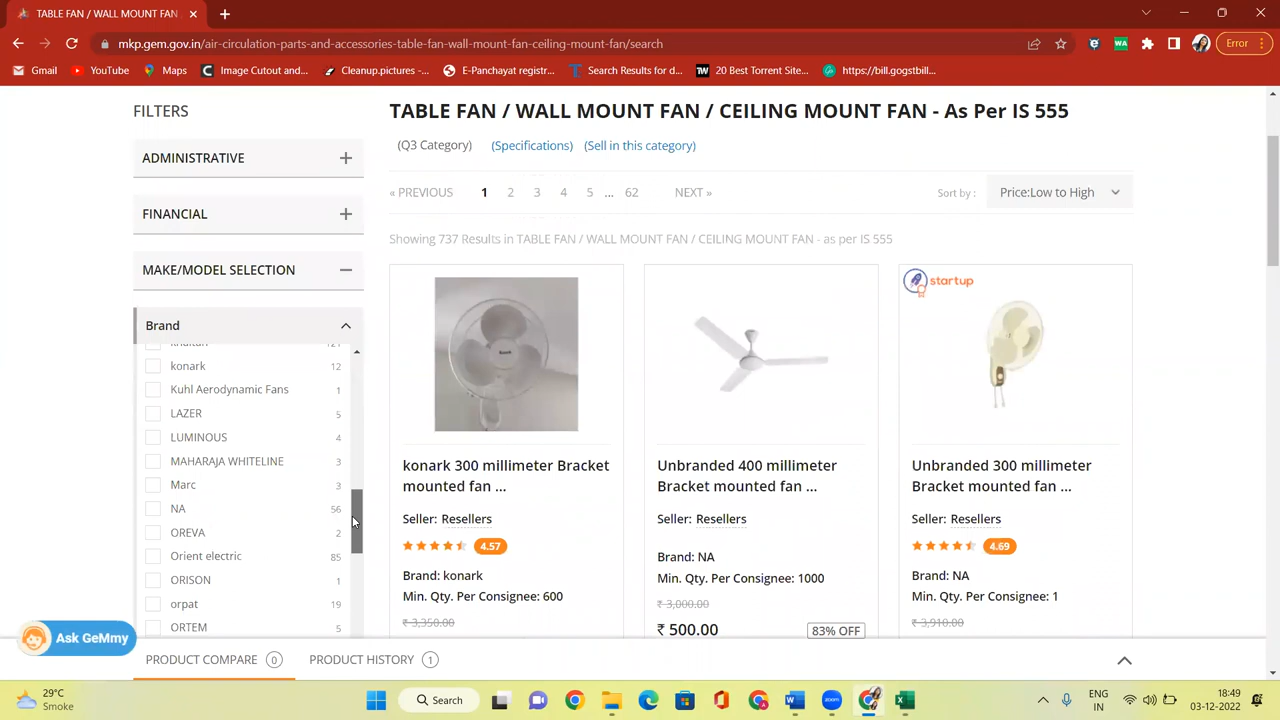 TABLE FAN / WALL MOUNT FAN
mkp.gem.gov.in/air-circulation-parts-and-accessories-table-fan-wall-mount-fan-ceiling-mount-fan/search
WA
Error
Gmail
YouTube
Maps
Image Cutout and...
Cleanup.pictures -...
E-Panchayat registr...
Search Results for d...
20 Best Torrent Site...
https://bill.gogstbill...
FILTERS
ADMINISTRATIVE
FINANCIAL
MAKE/MODEL SELECTION
Brand
konark 12
Kuhl Aerodynamic Fans 1
LAZER 5
LUMINOUS 4
MAHARAJA WHITELINE 3
Marc 3
NA 56
OREVA 2
Orient electric 85
ORISON 1
orpat 19
ORTEM 5
TABLE FAN / WALL MOUNT FAN / CEILING MOUNT FAN - As Per IS 555
(Q3 Category) (Specifications) (Sell in this category)
« PREVIOUS 1 2 3 4 5 ... 62 NEXT »
Sort by : Price:Low to High
Showing 737 Results in TABLE FAN / WALL MOUNT FAN / CEILING MOUNT FAN - as per IS 555
konark 300 millimeter Bracket
mounted fan ...
Seller: Resellers
4.57
Brand: konark
Min. Qty. Per Consignee: 600
₹ 3,350.00
Unbranded 400 millimeter
Bracket mounted fan ...
Seller: Resellers
Brand: NA
Min. Qty. Per Consignee: 1000
₹ 3,000.00
₹ 500.00 83% OFF
startup
Unbranded 300 millimeter
Bracket mounted fan ...
Seller: Resellers
4.69
Brand: NA
Min. Qty. Per Consignee: 1
₹ 3,910.00
Ask GeMmy
PRODUCT COMPARE 0 PRODUCT HISTORY 1
29°C
Smoke
Search
zoom
ENG
IN
18:49
03-12-2022